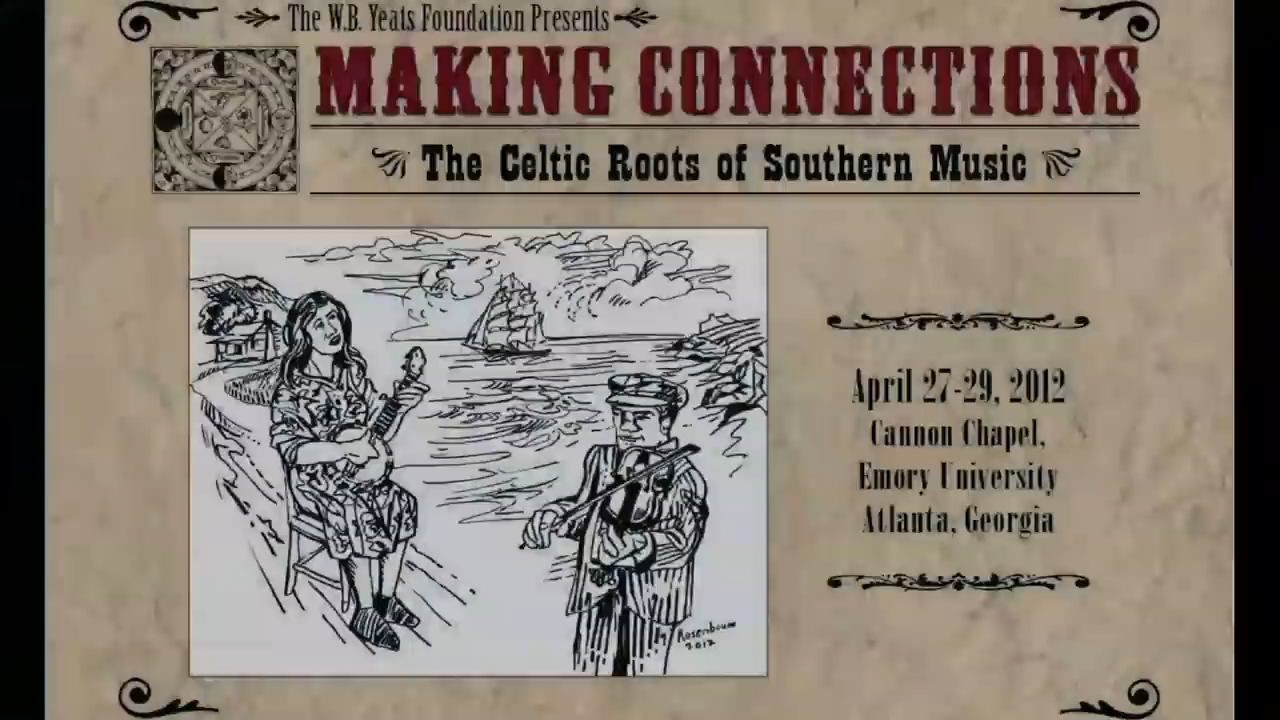 The W.B. Yeats Foundation Presents
MAKING CONNECTIONS
The Celtic Roots of Southern Music
April 27-29, 2012
Cannon Chapel,
Emory University
Atlanta, Georgia
Rosenbaum
2012